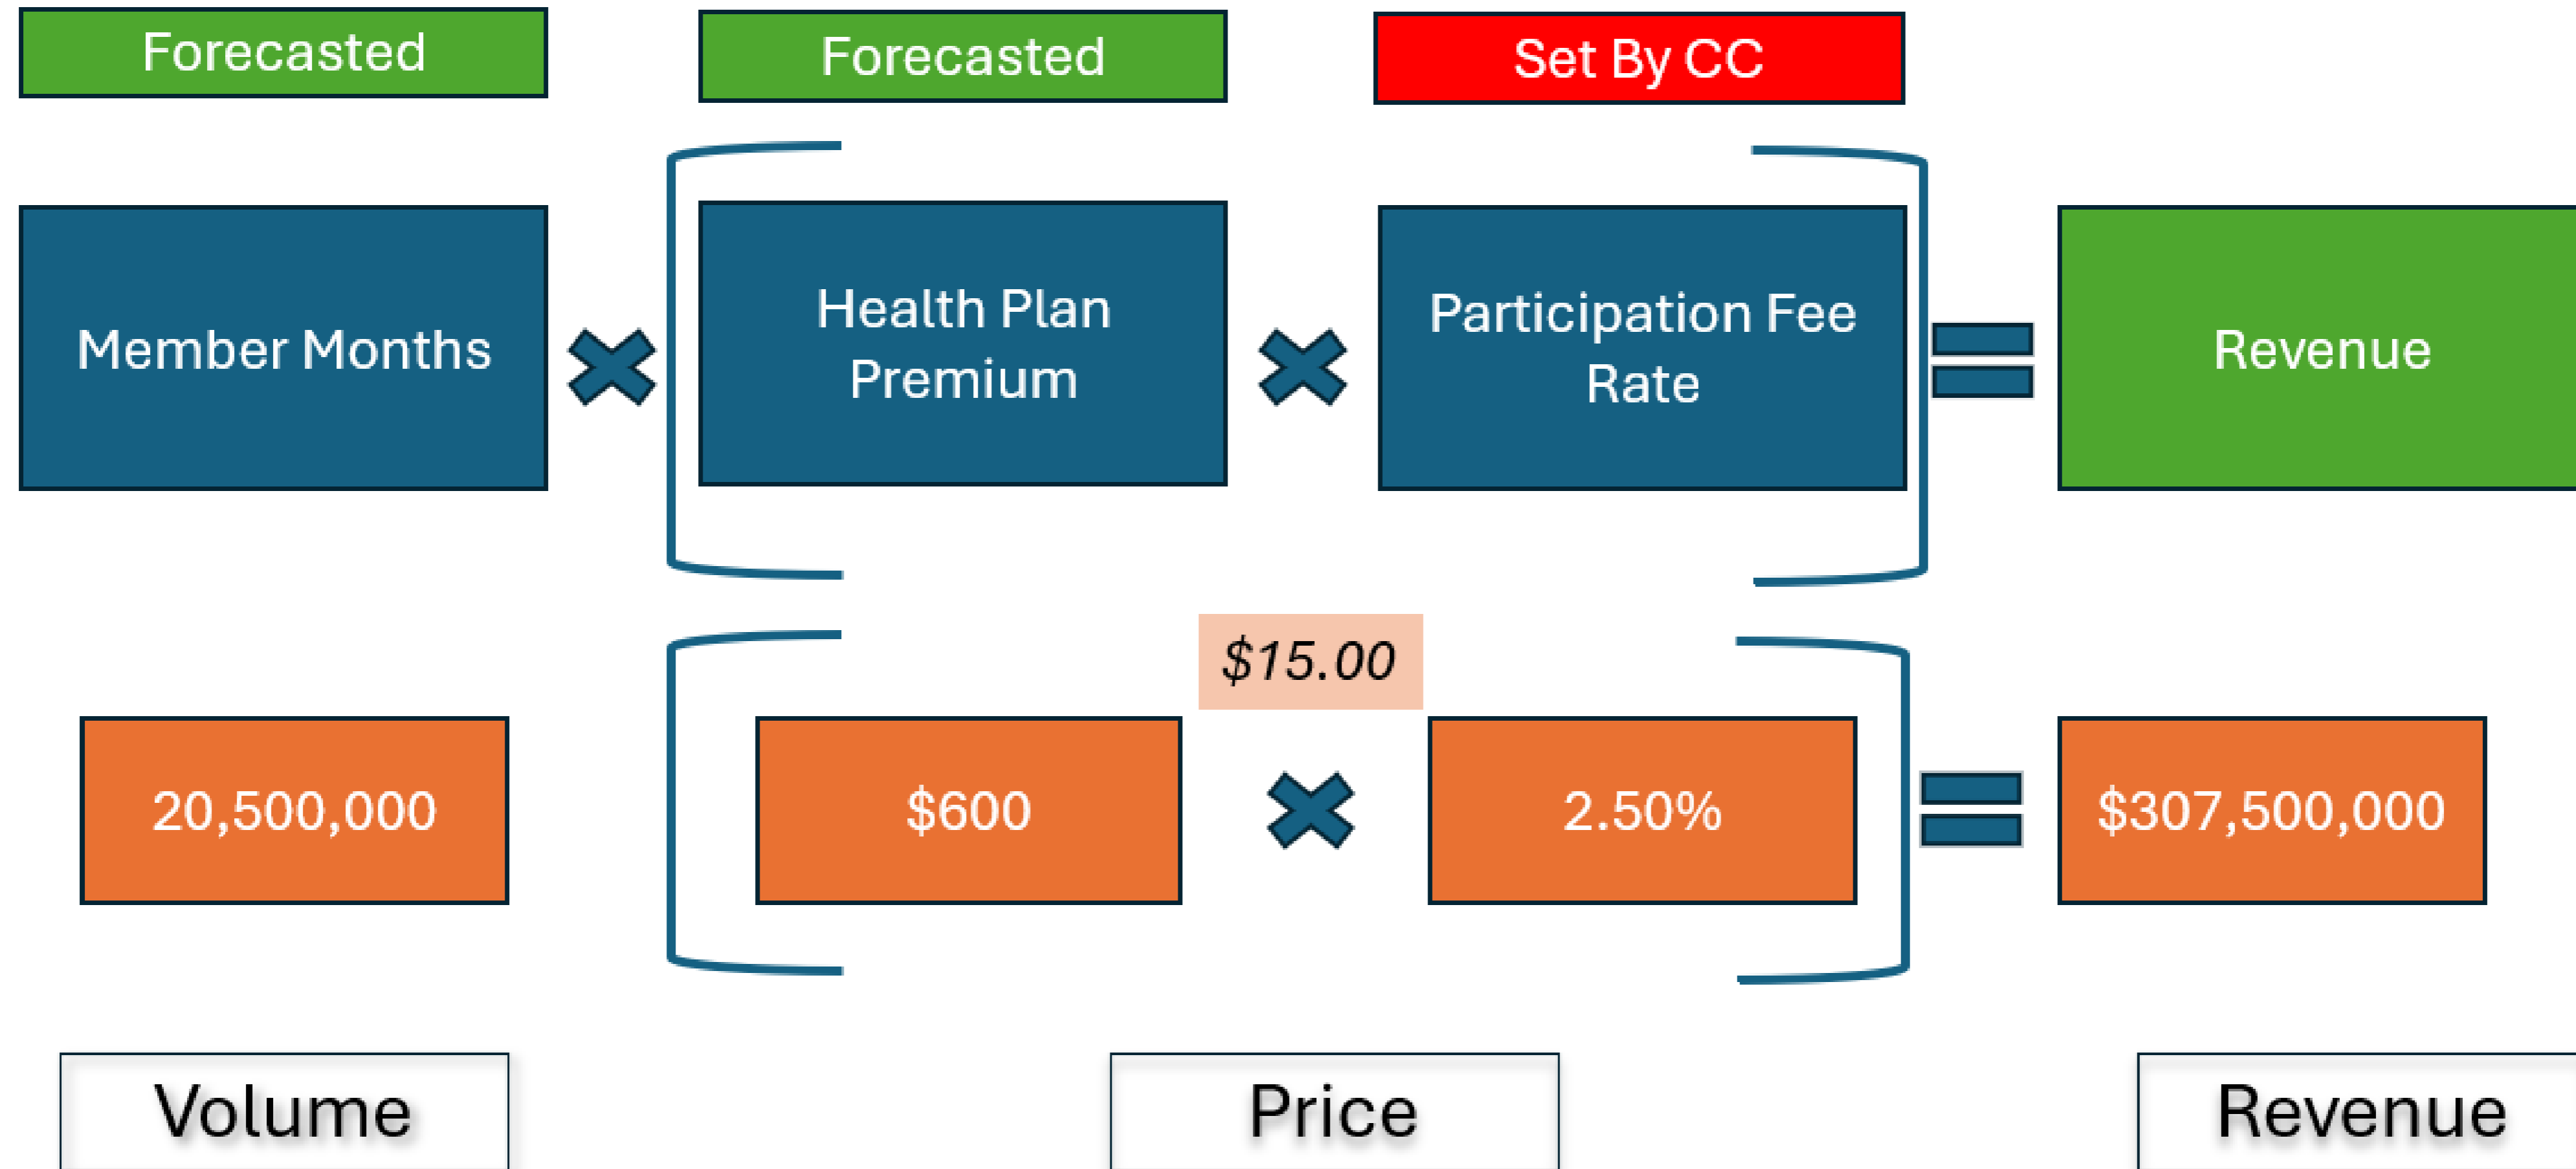 Forecasted
Forecasted
Set By CC
Member Months
Health Plan
Premium
Participation Fee
Rate
Revenue
$15.00
20,500,000
$600
2.50%
$307,500,000
Volume
Price
Revenue